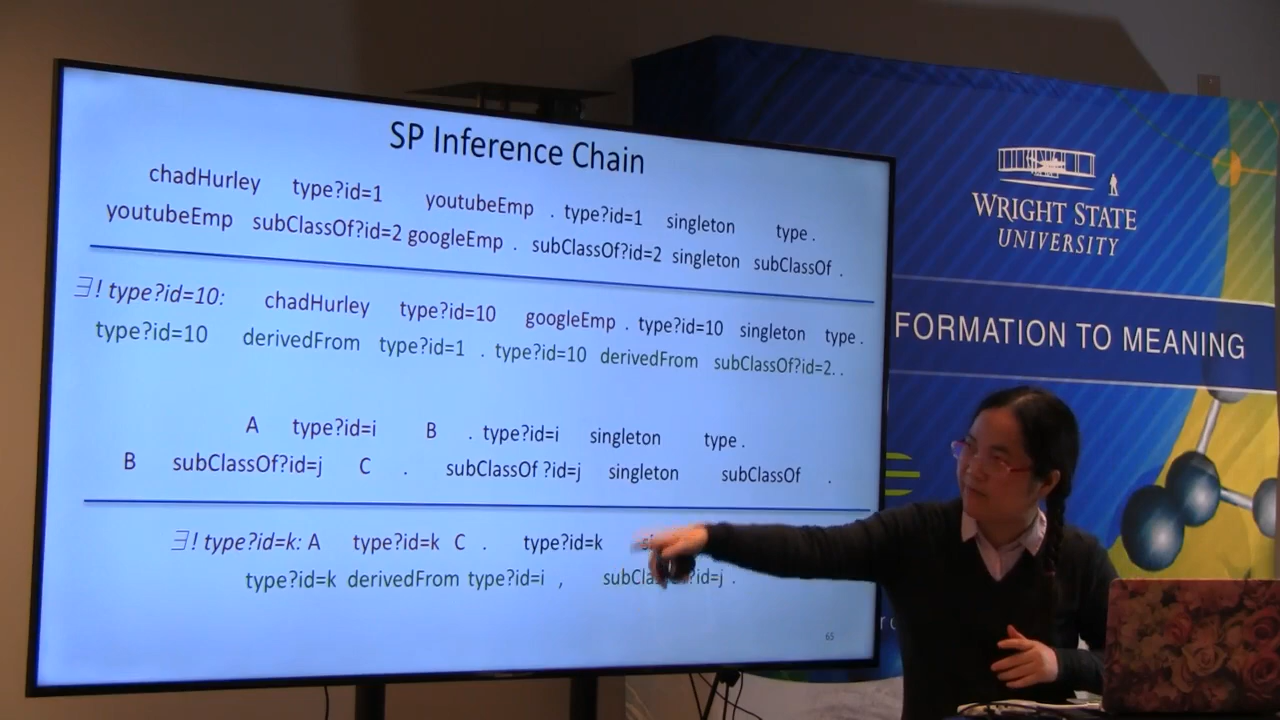 SP Inference Chain
chadHurley type?id=1 youtubeEmp . type?id=1 singleton type .
youtubeEmp subClassOf?id=2 googleEmp . subClassOf?id=2 singleton subClassOf .
∃! type?id=10: chadHurley type?id=10 googleEmp . type?id=10 singleton type .
type?id=10 derivedFrom type?id=1 . type?id=10 derivedFrom subClassOf?id=2. .
A type?id=i B . type?id=i singleton type .
B subClassOf?id=j C . subClassOf ?id=j singleton subClassOf .
∃! type?id=k: A type?id=k C . type?id=k
type?id=k derivedFrom type?id=i , ?id=j .
65
WRIGHT STATE
UNIVERSITY
FORMATION TO MEANING